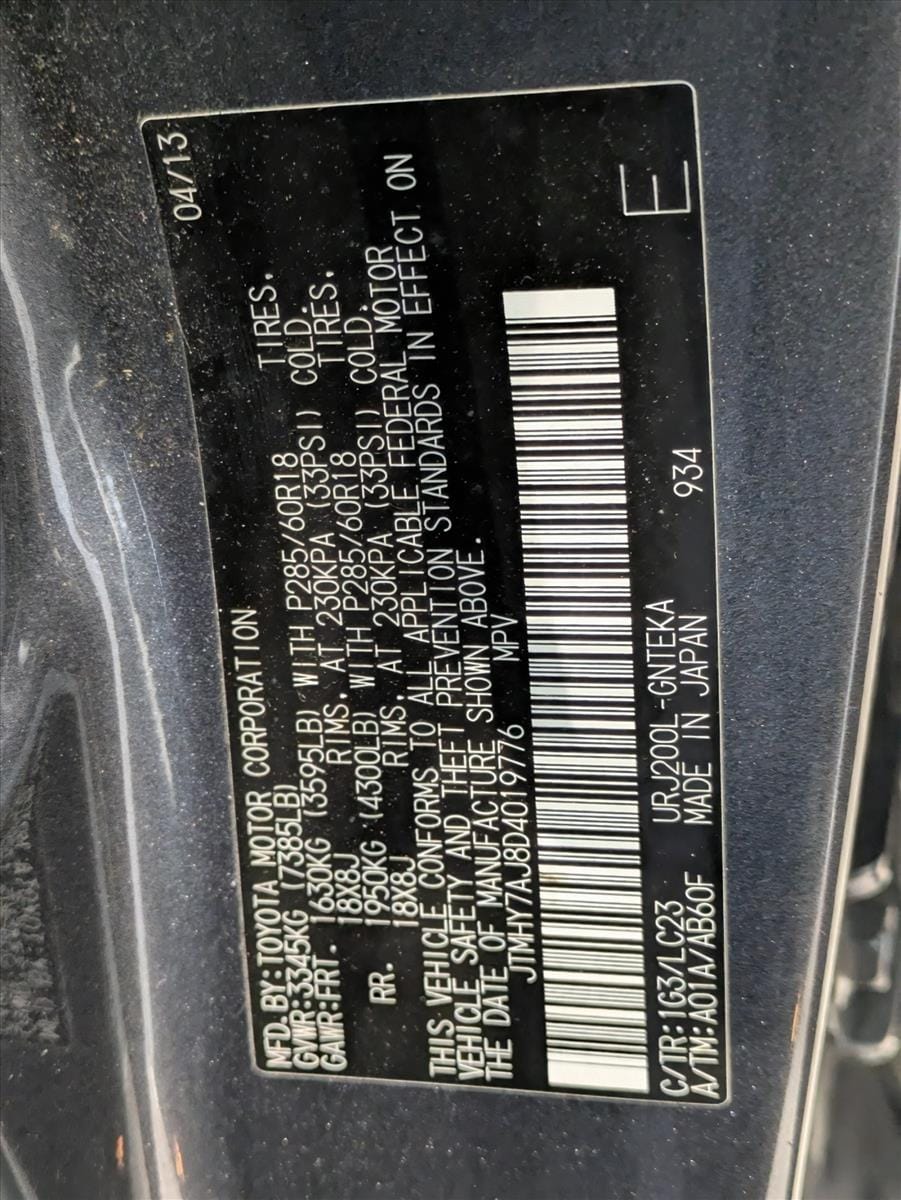 MFD.BY:TOYOTA MOTOR CORPORATION 04/13
GVWR:3345KG (7385LB)
GAWR:FRT. 1630KG (3595LB) WITH P285/60R18 TIRES.
18X8J RIMS. AT 230KPA (33PSI) COLD.
RR. 1950KG (4300LB) WITH P285/60R18 TIRES.
18X8J RIMS. AT 230KPA (33PSI) COLD.
THIS VEHICLE CONFORMS TO ALL APPLICABLE FEDERAL MOTOR
VEHICLE SAFETY AND THEFT PREVENTION STANDARDS IN EFFECT ON
THE DATE OF MANUFACTURE SHOWN ABOVE.
JTMHY7AJ8D4019776 MPV
E
C/TR:1G3/LC23 URJ200L-GNTEKA
A/TM:A01A/AB60F MADE IN JAPAN 934